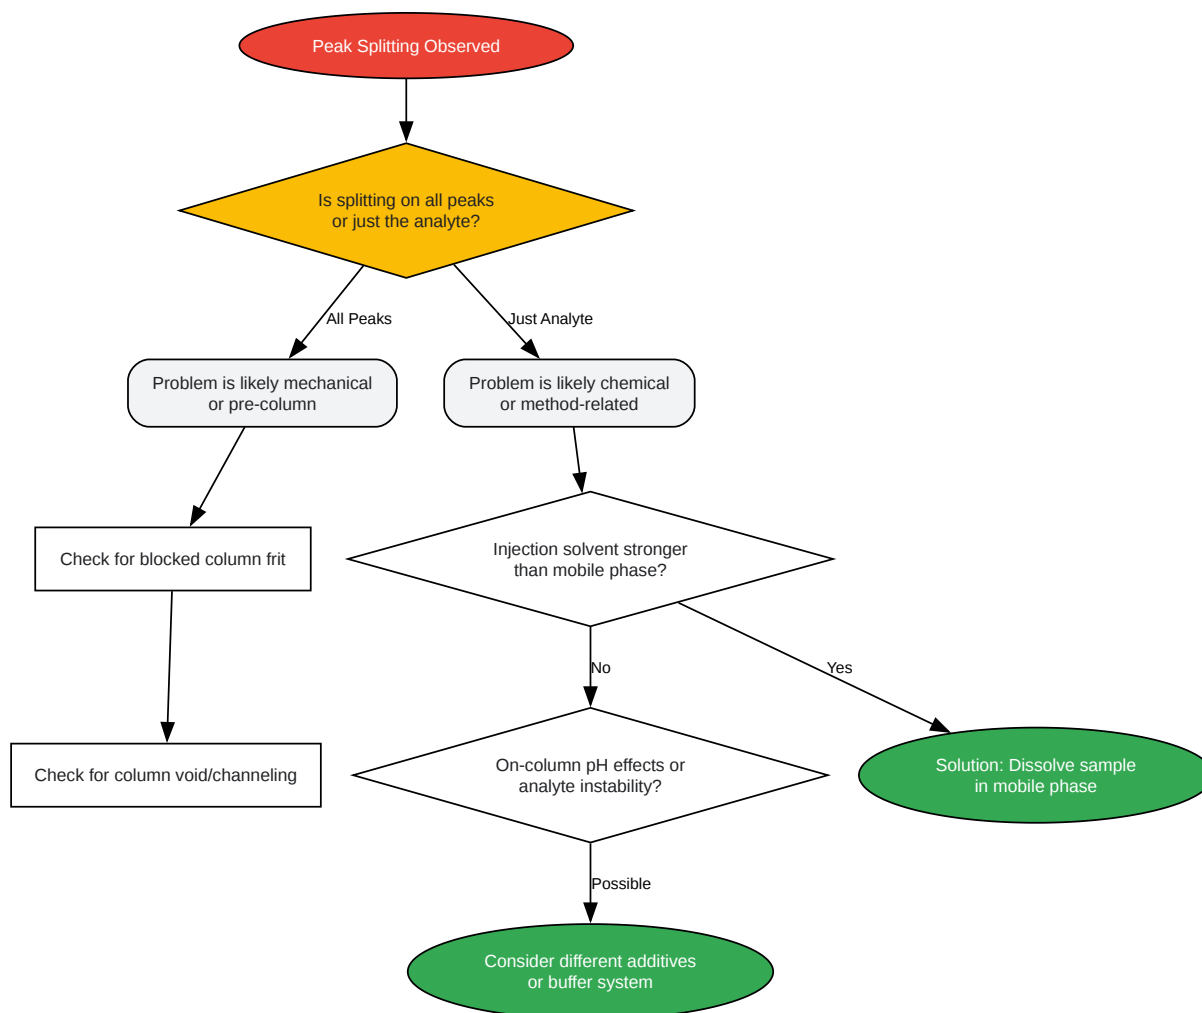 Peak Splitting Observed
Is splitting on all peaks
or just the analyte?
All Peaks
Just Analyte
Problem is likely mechanical
or pre-column
Problem is likely chemical
or method-related
Check for blocked column frit
Injection solvent stronger
than mobile phase?
No
Yes
Check for column void/channeling
On-column pH effects or
analyte instability?
Solution: Dissolve sample
in mobile phase
Possible
Consider different additives
or buffer system